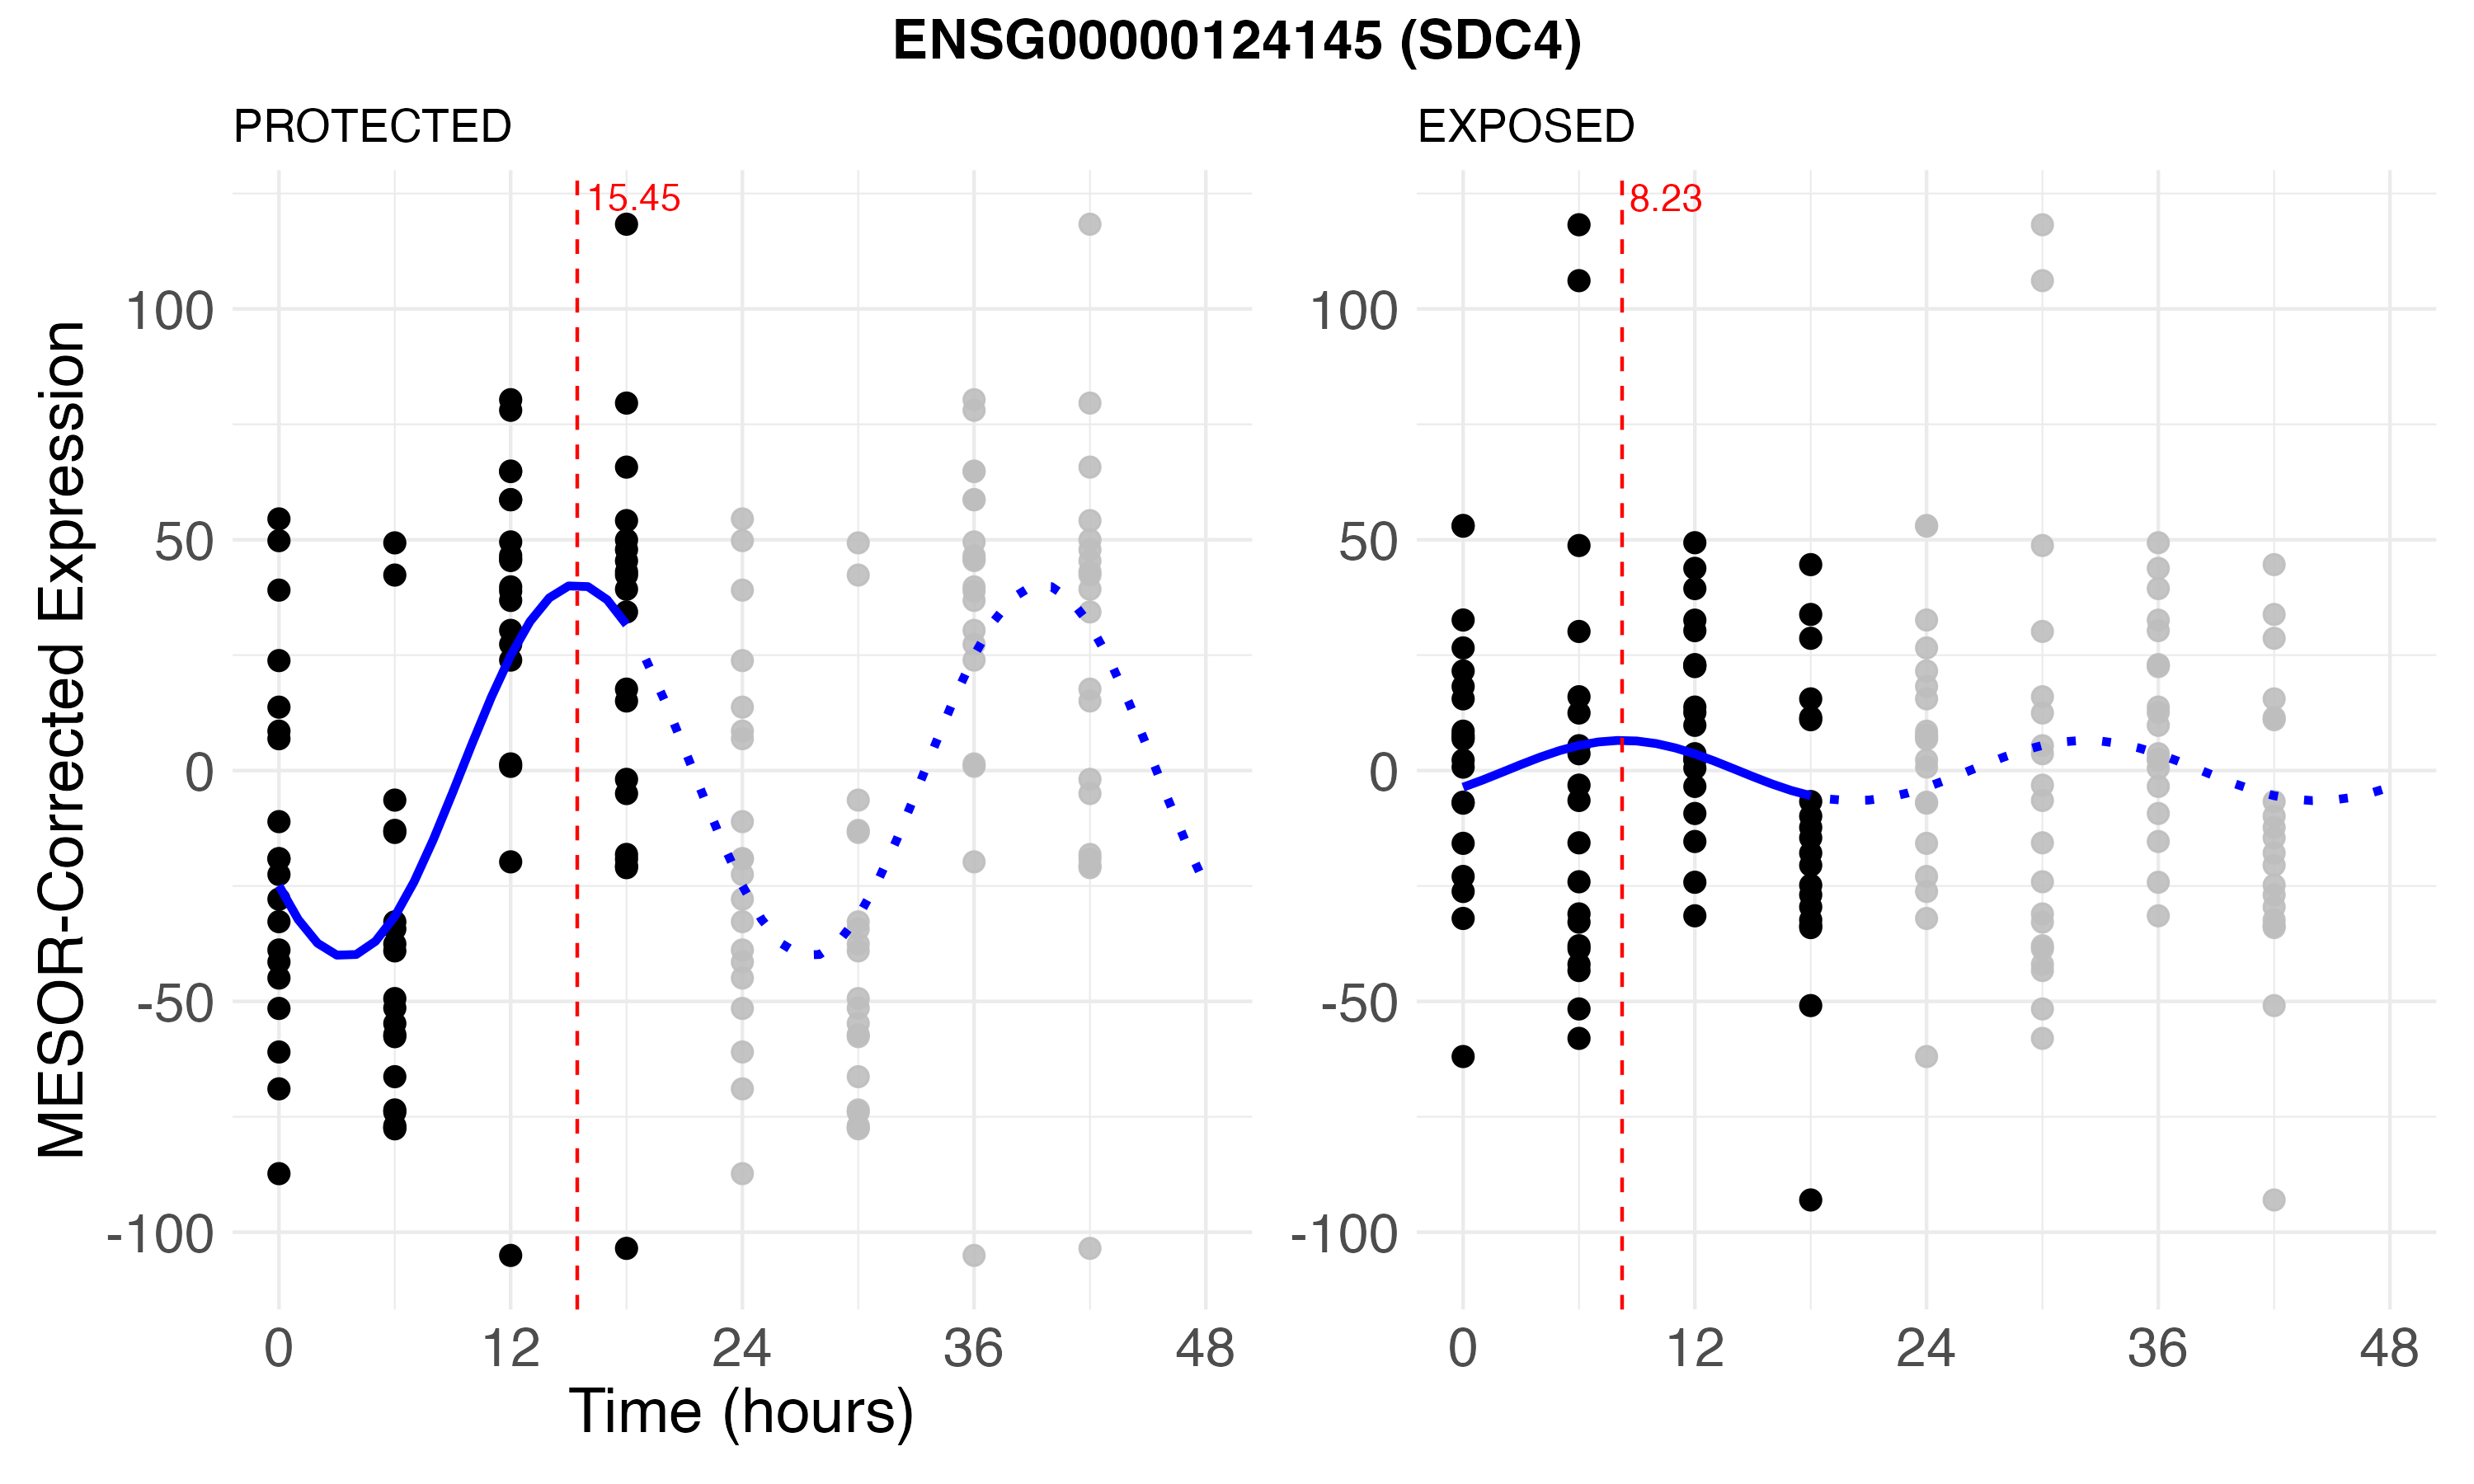 ENSG00000124145 (SDC4)
PROTECTED
EXPOSED
MESOR-Corrected Expression
15.45
100
50
0
-50
-100
0 12 24 36 48
8.23
100
50
0
-50
-100
0 12 24 36 48
Time (hours)